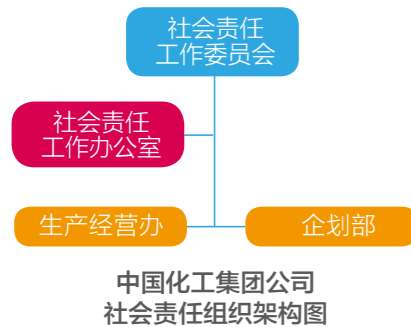 社会责任
工作委员会
社会责任
工作办公室
生产经营办
企划部
中国化工集团公司
社会责任组织架构图